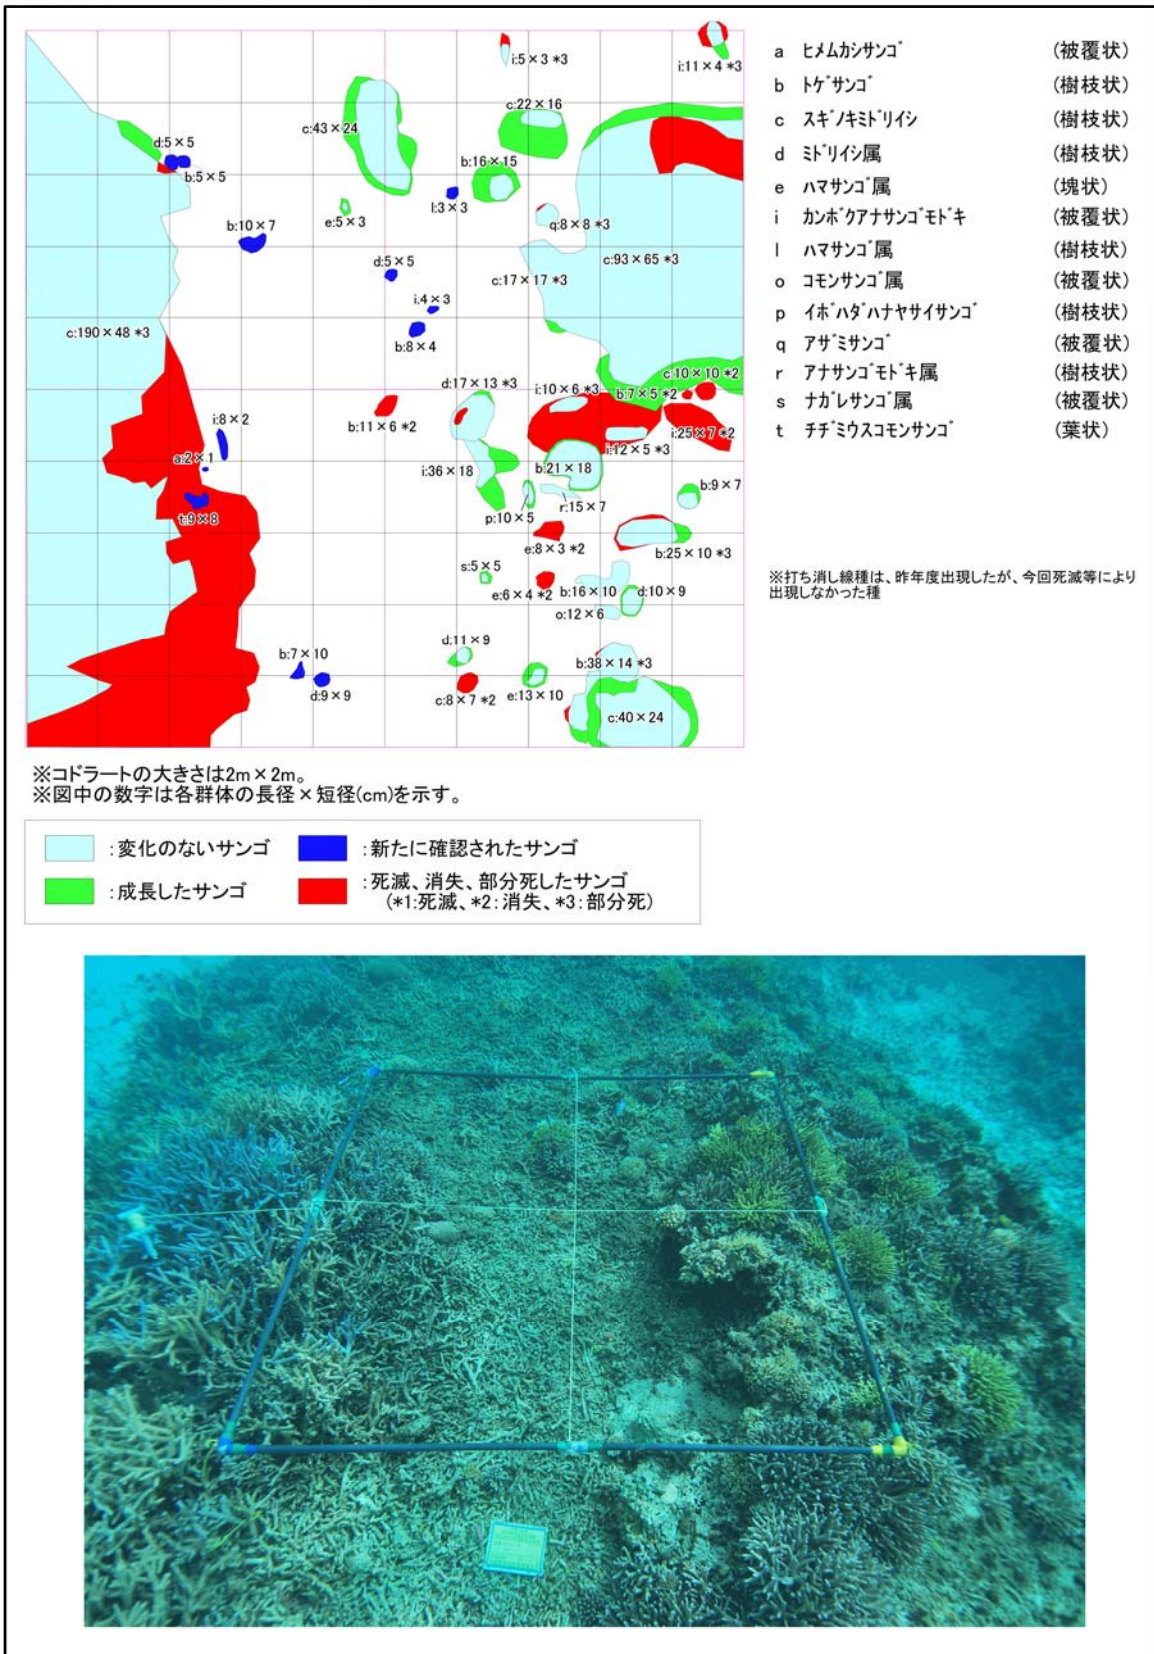 i:5×3 *3
i:11×4 *3
c:22×16
c:43×24
d:5×5
b:5×5
b:16×15
l:3×3
e:5×3
q:8×8 *3
b:10×7
c:93×65 *3
d:5×5
c:17×17 *3
i:4×3
c:190×48 *3
b:8×4
c:10×10 *2
d:17×13 *3
i:10×6 *3
b:7×5 *2
i:8×2
b:11×6 *2
i:25×7 *2
i:12×5 *3
a:2×1
i:36×18
b:21×18
b:9×7
r:15×7
p:10×5
t:9×8
e:8×3 *2
b:25×10 *3
s:5×5
e:6×4 *2
b:16×10
d:10×9
o:12×6
d:11×9
b:7×10
b:38×14 *3
d:9×9
c:8×7 *2
e:13×10
c:40×24
a ヒメムカシサンゴ (被覆状)
b トゲサンゴ (樹枝状)
c スギノキミドリイシ (樹枝状)
d ミドリイシ属 (樹枝状)
e ハマサンゴ属 (塊状)
i カンボクアナサンゴモドキ (被覆状)
l ハマサンゴ属 (樹枝状)
o コモンサンゴ属 (被覆状)
p イボハダハナヤサイサンゴ (樹枝状)
q アザミサンゴ (被覆状)
r アナサンゴモドキ属 (樹枝状)
s ナガレサンゴ属 (被覆状)
t チヂミウスコモンサンゴ (葉状)
※打ち消し線種は、昨年度出現したが、今回死滅等により
出現しなかった種
※コドラートの大きさは2m×2m。
※図中の数字は各群体の長径×短径(cm)を示す。
:変化のないサンゴ
:新たに確認されたサンゴ
:成長したサンゴ
:死滅、消失、部分死したサンゴ
(*1:死滅、*2:消失、*3:部分死)